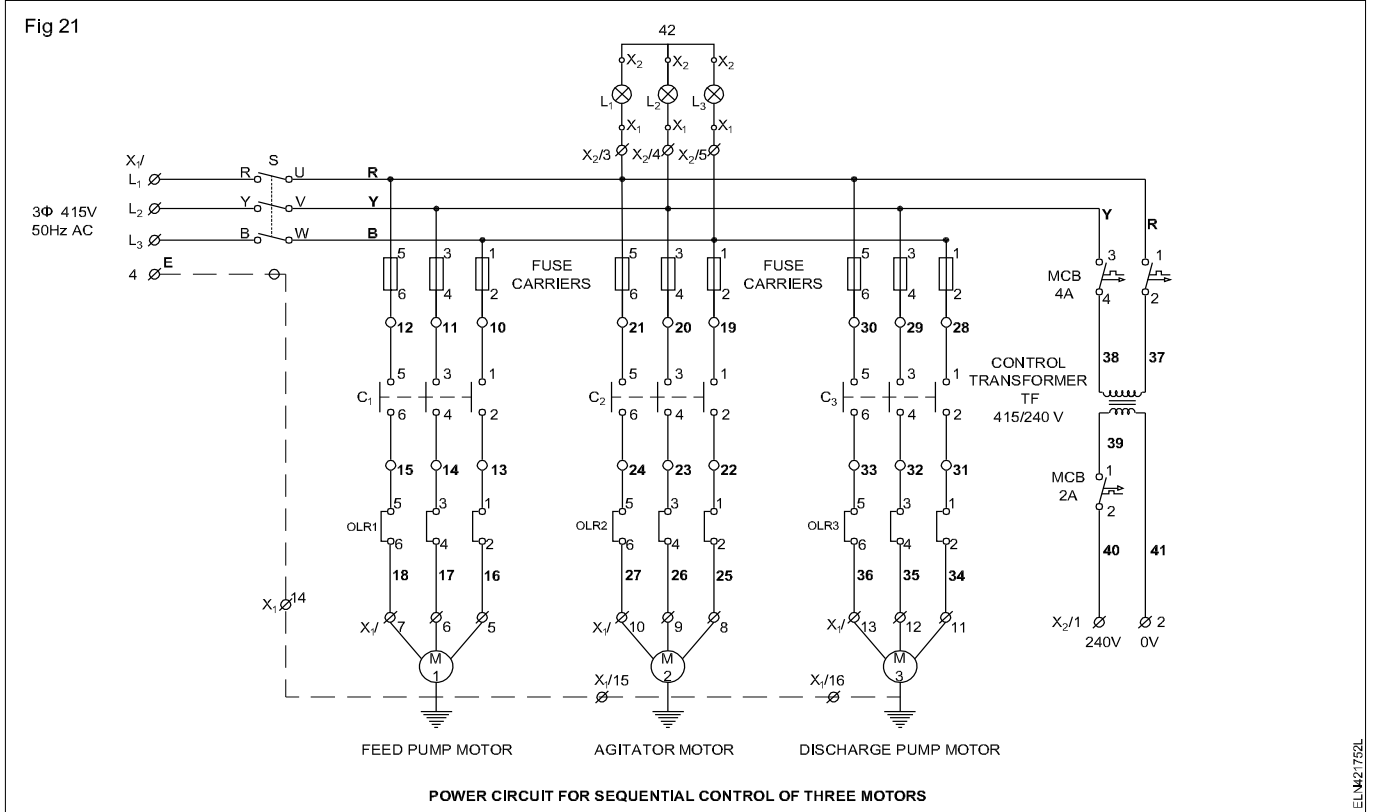 Fig 21
42
X2 X2 X2
L1 L2 L3
X1 X1 X1
X2/3 X2/4 X2/5
X1/
L1 R S U R
3Φ 415V
50Hz AC
L2 Y V Y Y R
L3 B W B
4 E
5 3 1 FUSE CARRIERS 5 3 1 FUSE CARRIERS 5 3 1 MCB 4A 3 1
6 4 2 6 4 2 6 4 2 4 2
12 11 10 21 20 19 30 29 28
38 37
CONTROL
TRANSFORMER
TF
415/240 V
5 3 1 5 3 1 5 3 1
C1 C2 C3
6 4 2 6 4 2 6 4 2
39
15 14 13 24 23 22 33 32 31
MCB
2A
1
2
5 3 1 5 3 1 5 3 1
OLR1 OLR2 OLR3
6 4 2 6 4 2 6 4 2
18 17 16 27 26 25 36 35 34 40 41
X1 14
X1/ 7 6 5 X1/ 10 9 8 X1/ 13 12 11 X2/1 2
240V 0V
M M M
1 2 3
X1/15 X1/16
FEED PUMP MOTOR AGITATOR MOTOR DISCHARGE PUMP MOTOR
POWER CIRCUIT FOR SEQUENTIAL CONTROL OF THREE MOTORS
ELN421752L